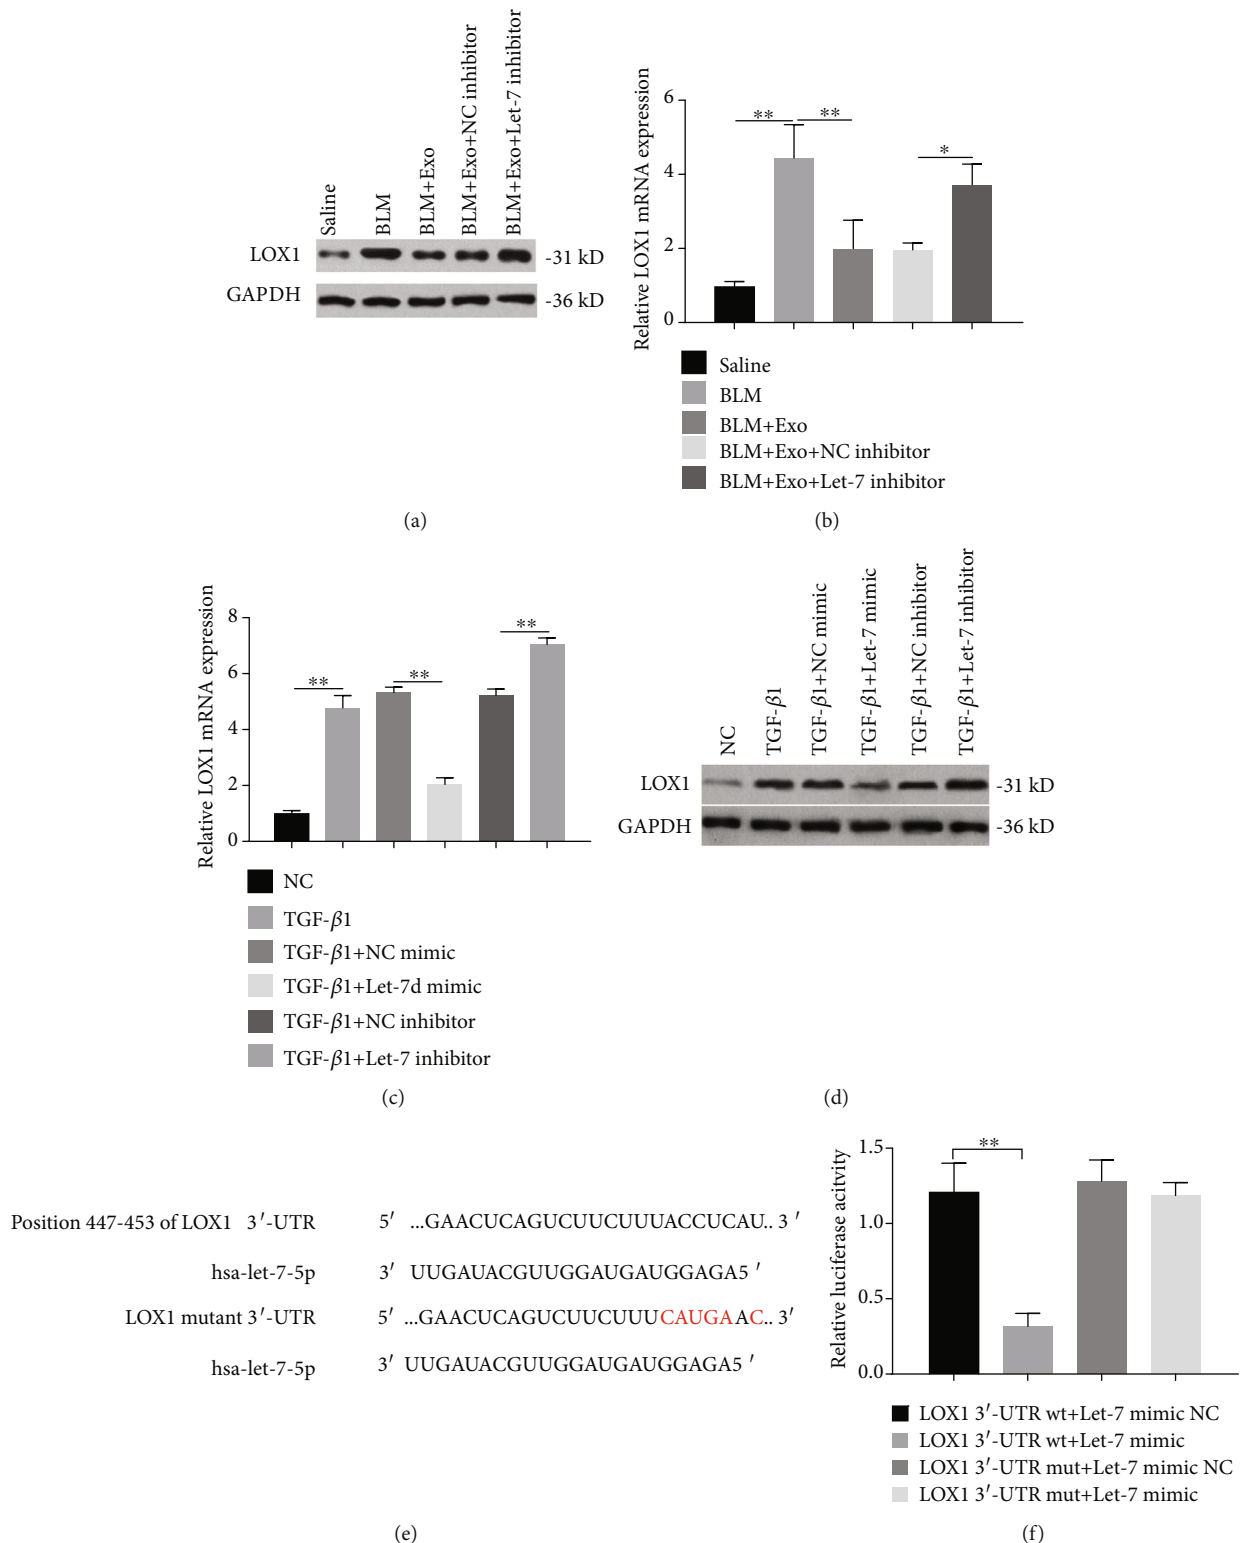 Saline
BLM
BLM+Exo
BLM+Exo+NC inhibitor
BLM+Exo+Let-7 inhibitor
LOX1
-31 kD
GAPDH
-36 kD
(a)
Relative LOX1 mRNA expression
6
4
2
0
**
**
*
Saline
BLM
BLM+Exo
BLM+Exo+NC inhibitor
BLM+Exo+Let-7 inhibitor
(b)
Relative LOX1 mRNA expression
8
6
4
2
0
**
**
**
NC
TGF-β1
TGF-β1+NC mimic
TGF-β1+Let-7d mimic
TGF-β1+NC inhibitor
TGF-β1+Let-7 inhibitor
(c)
NC
TGF-β1
TGF-β1+NC mimic
TGF-β1+Let-7 mimic
TGF-β1+NC inhibitor
TGF-β1+Let-7 inhibitor
LOX1
-31 kD
GAPDH
-36 kD
(d)
Position 447-453 of LOX1 3′-UTR 5′ ...GAACUCAGUCUUCUUUACCUCAU.. 3 ′
hsa-let-7-5p 3′ UUGAUACGUUGGAUGAUGGAGA5 ′
LOX1 mutant 3′-UTR 5′ ...GAACUCAGUCUUCUUUCAUGAAC.. 3′
hsa-let-7-5p 3′ UUGAUACGUUGGAUGAUGGAGA5 ′
(e)
Relative luciferase acitvity
1.5
1.0
0.5
0.0
**
LOX1 3′-UTR wt+Let-7 mimic NC
LOX1 3′-UTR wt+Let-7 mimic
LOX1 3′-UTR mut+Let-7 mimic NC
LOX1 3′-UTR mut+Let-7 mimic
(f)